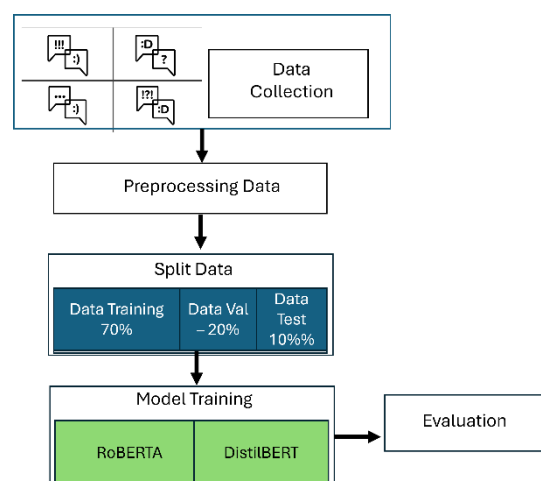 !!!
:)
:D
?
...
:)
!?!
:D
Data
Collection
Preprocessing Data
Split Data
Data Training
70%
Data Val
– 20%
Data
Test
10%%
Model Training
RoBERTA
DistilBERT
Evaluation